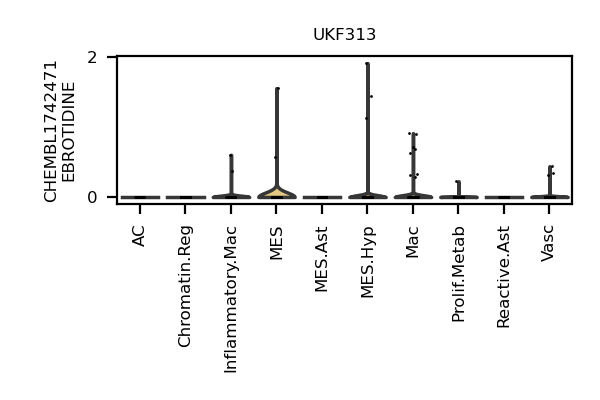 UKF313
CHEMBL1742471
EBROTIDINE
2
0
AC
Chromatin.Reg
Inflammatory.Mac
MES
MES.Ast
MES.Hyp
Mac
Prolif.Metab
Reactive.Ast
Vasc